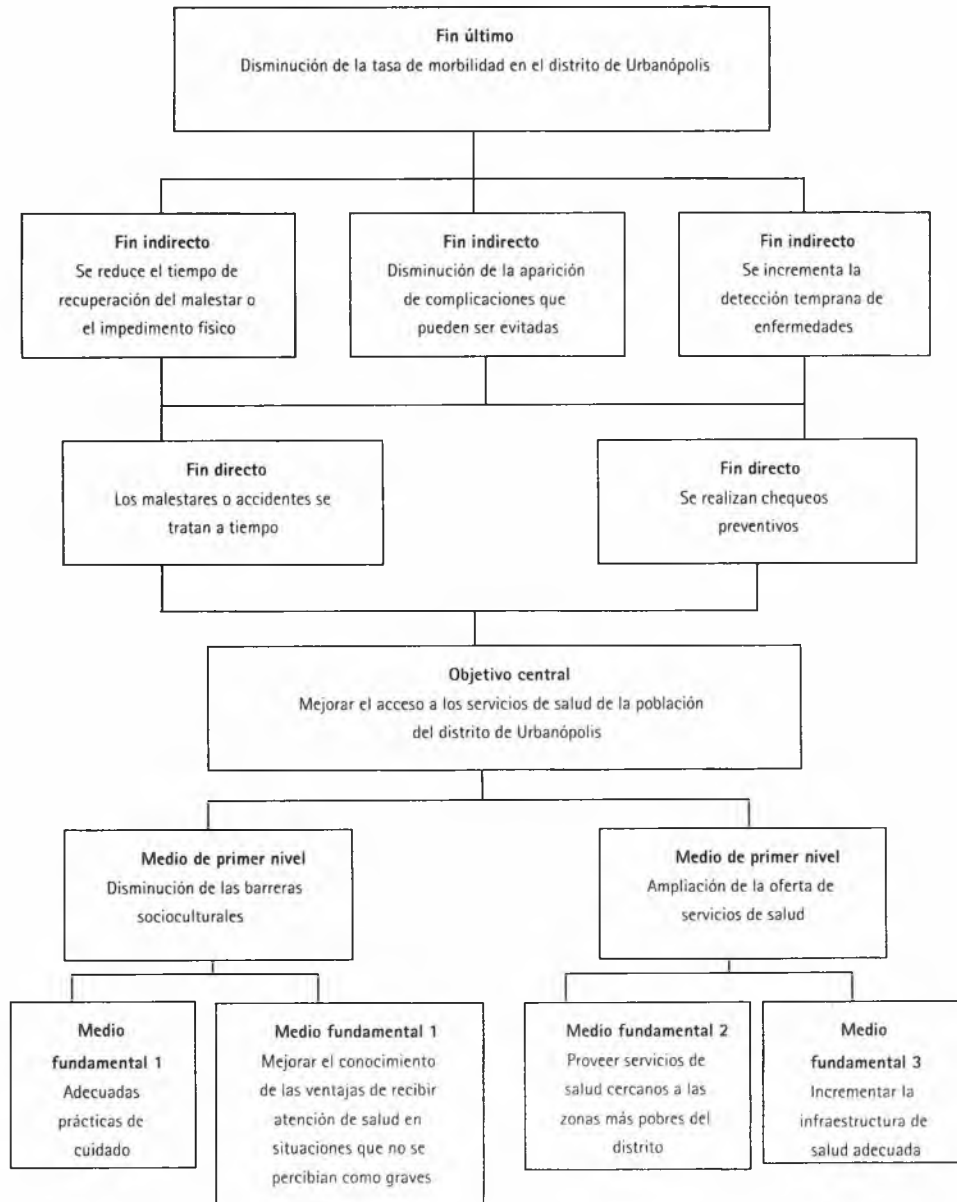 Fin último
Disminución de la tasa de morbilidad en el distrito de Urbanópolis
Fin indirecto
Se reduce el tiempo de
recuperación del malestar o
el impedimento físico
Fin indirecto
Disminución de la aparición
de complicaciones que
pueden ser evitadas
Fin indirecto
Se incrementa la
detección temprana de
enfermedades
Fin directo
Los malestares o accidentes se
tratan a tiempo
Fin directo
Se realizan chequeos
preventivos
Objetivo central
Mejorar el acceso a los servicios de salud de la población
del distrito de Urbanópolis
Medio de primer nivel
Disminución de las barreras
socioculturales
Medio de primer nivel
Ampliación de la oferta de
servicios de salud
Medio
fundamental 1
Adecuadas
prácticas de
cuidado
Medio fundamental 1
Mejorar el conocimiento
de las ventajas de recibir
atención de salud en
situaciones que no se
percibian como graves
Medio fundamental 2
Proveer servicios de
salud cercanos a las
zonas más pobres del
distrito
Medio
fundamental 3
Incrementar la
infraestructura de
salud adecuada